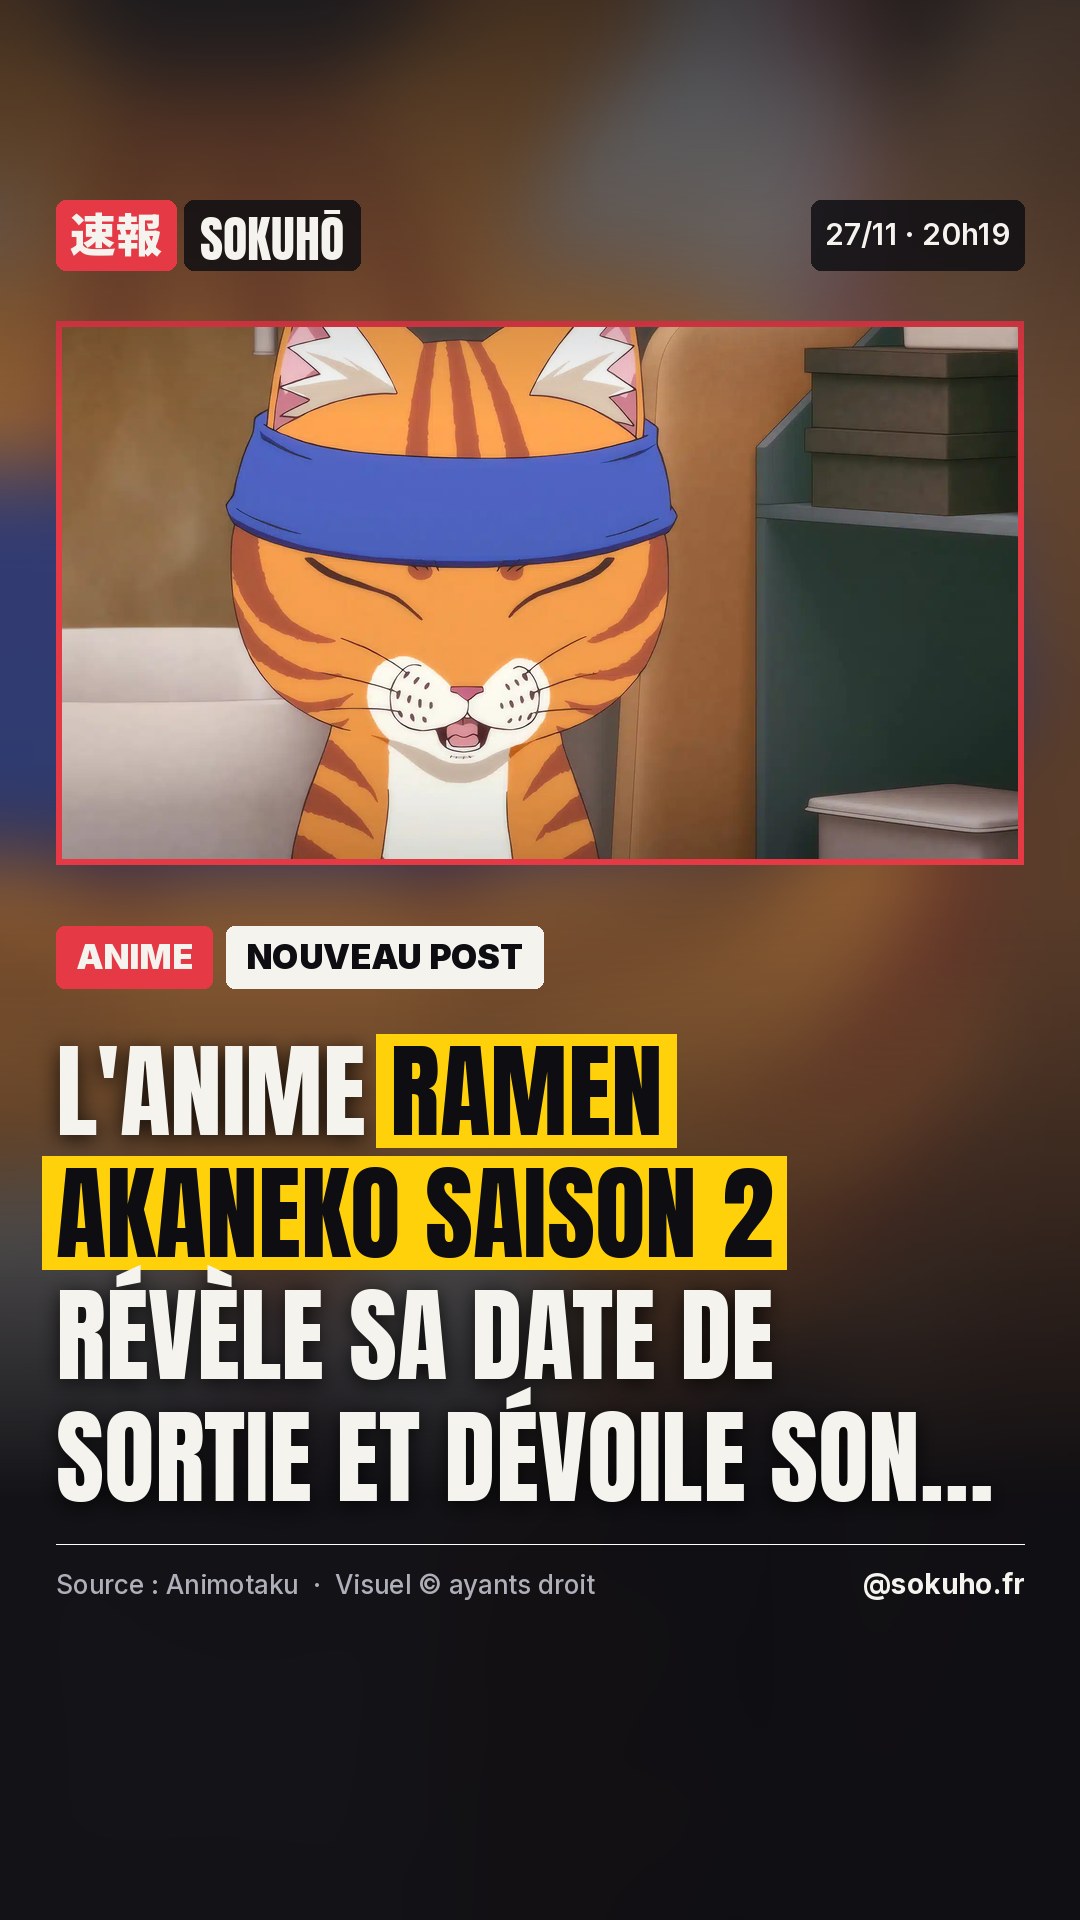 速報 SOKUHŌ
27/11 · 20h19
ANIME
NOUVEAU POST
L'ANIME RAMEN
AKANEKO SAISON 2
RÉVÈLE SA DATE DE
SORTIE ET DÉVOILE SON...
Source : Animotaku · Visuel © ayants droit
@sokuho.fr